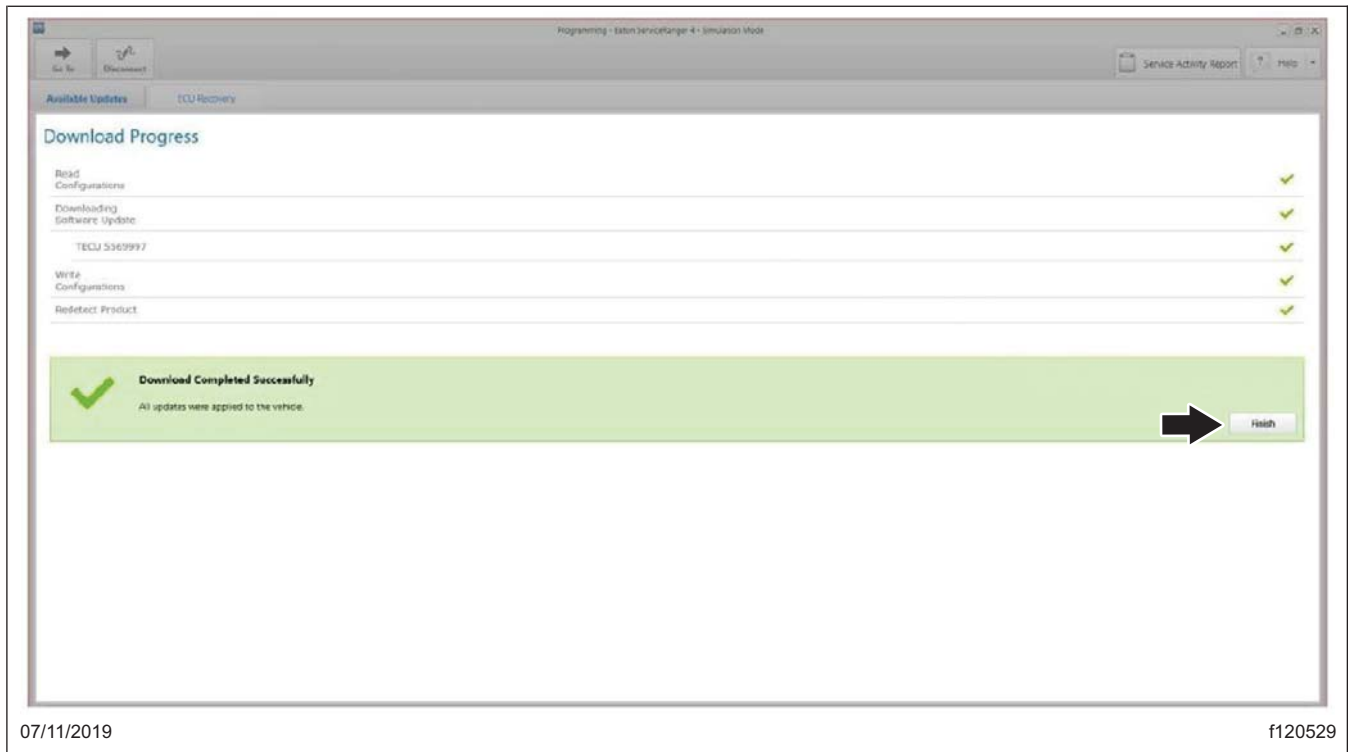 Programming - Eaton ServiceRanger 4 - Simulation Mode
Go To
Disconnect
Service Activity Report
? Help
Available Updates
ECU Recovery
Download Progress
Read
Configurations
Downloading
Software Update
TECU 5569997
Write
Configurations
Redetect Product
Download Completed Successfully
All updates were applied to the vehicle.
Finish
07/11/2019
f120529